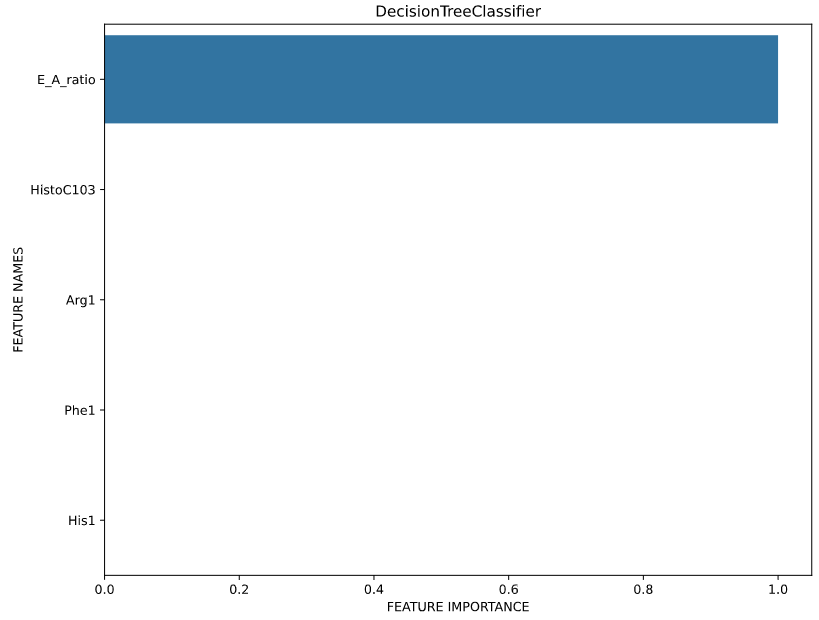 DecisionTreeClassifier
E_A_ratio
HistoC103
Arg1
Phe1
His1
FEATURE NAMES
0.0 0.2 0.4 0.6 0.8 1.0
FEATURE IMPORTANCE